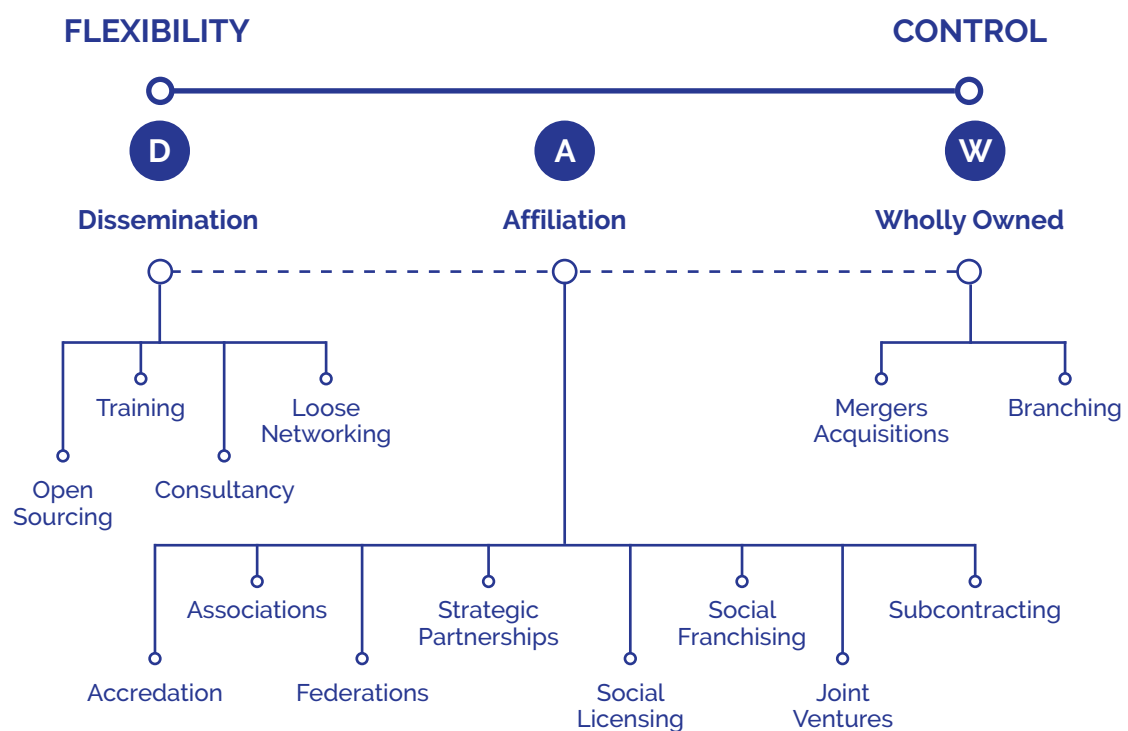 FLEXIBILITY
CONTROL
D
A
W
Dissemination
Affiliation
Wholly Owned
Training
Loose
Networking
Mergers
Acquisitions
Branching
Open
Sourcing
Consultancy
Associations
Strategic
Partnerships
Social
Franchising
Subcontracting
Accredation
Federations
Social
Licensing
Joint
Ventures